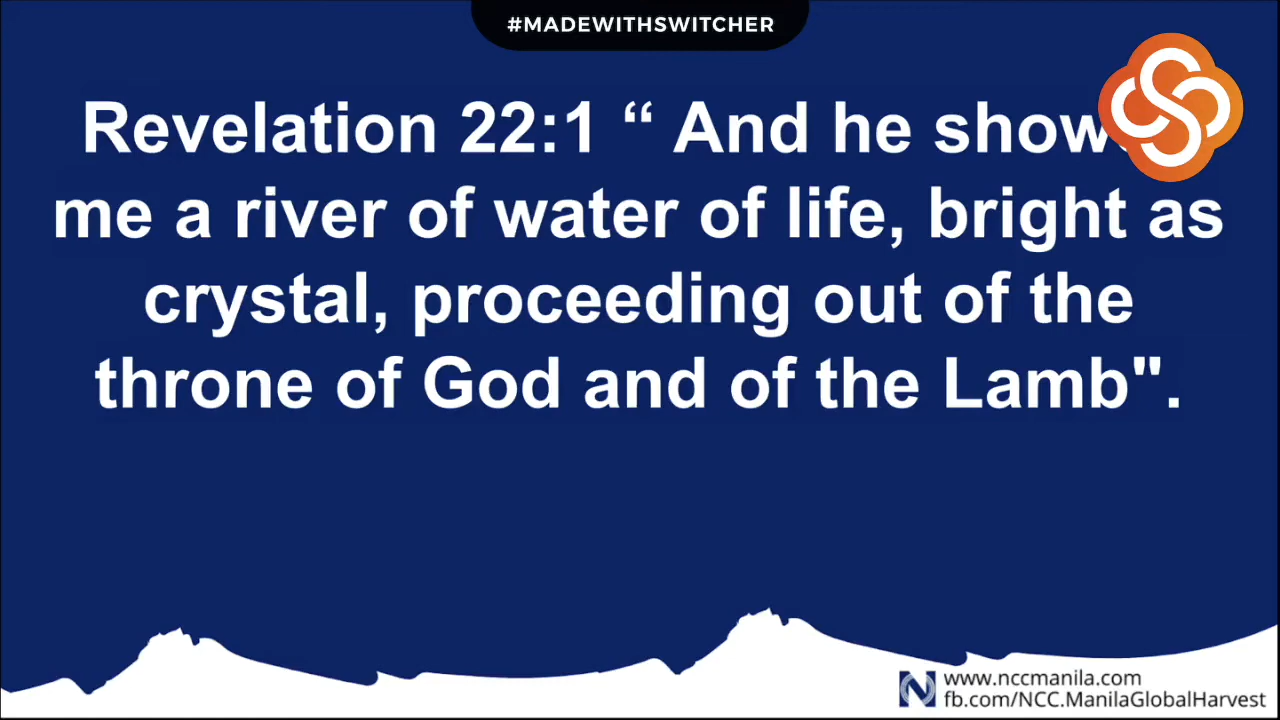 #MADEWITHSWITCHER
Revelation 22:1 “ And he
me a river of water of life, bright as
crystal, proceeding out of the
throne of God and of the Lamb".
www.nccmanila.com
fb.com/NCC.ManilaGlobalHarvest